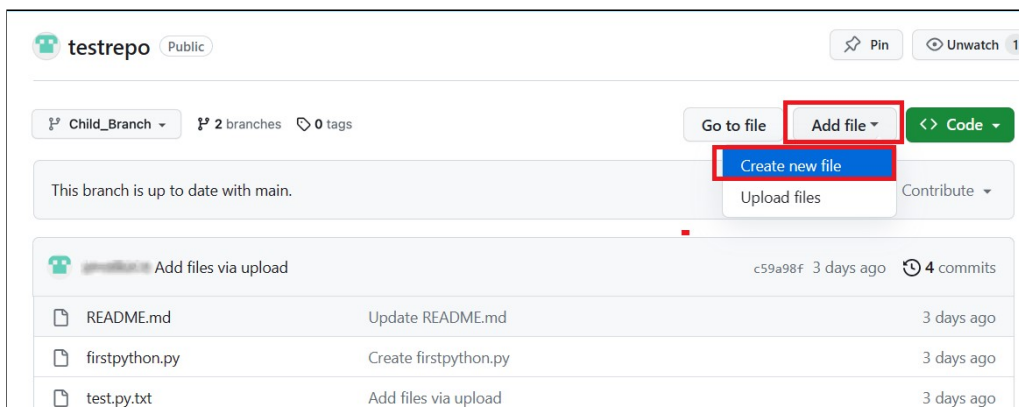 testrepo Public Pin Unwatch 1
Child_Branch 2 branches 0 tags Go to file Add file Code
Create new file
This branch is up to date with main. Contribute
Upload files
Add files via upload c59a98f 3 days ago 4 commits
README.md Update README.md 3 days ago
firstpython.py Create firstpython.py 3 days ago
test.py.txt Add files via upload 3 days ago